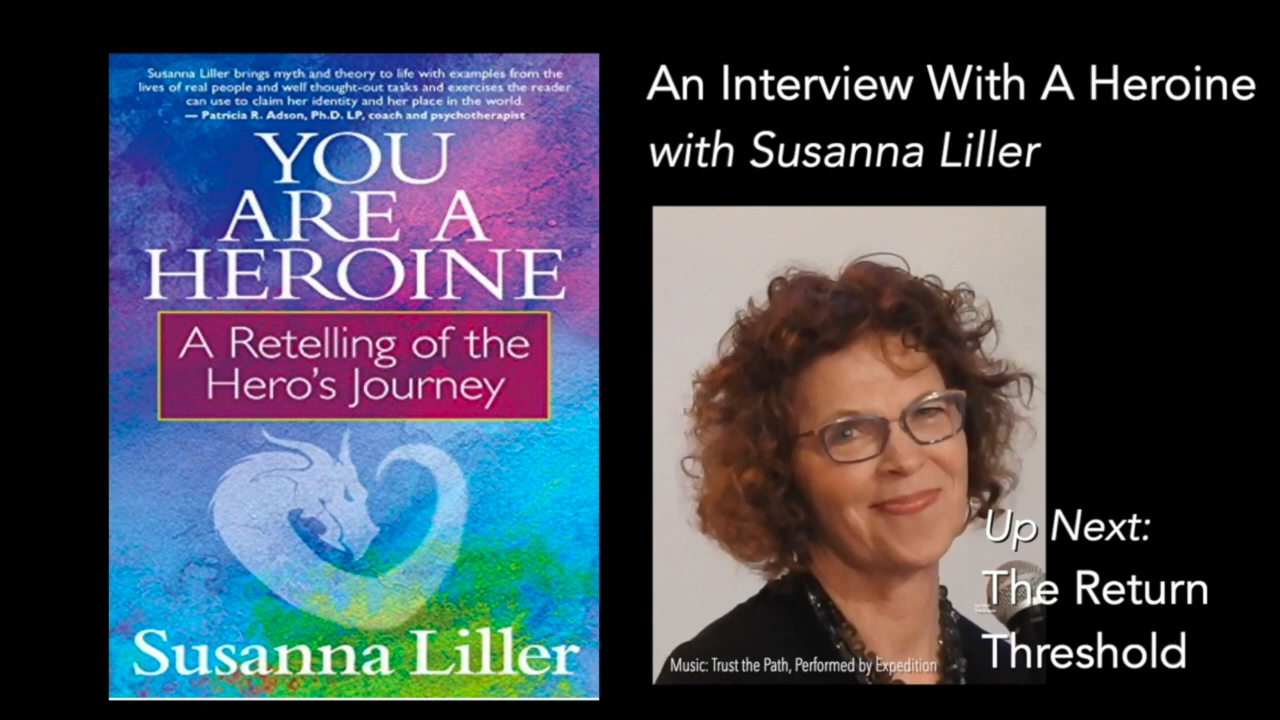 Susanna Liller brings myth and theory to life with examples from the
lives of real people and well thought-out tasks and exercises the reader
can use to claim her identity and her place in the world.
— Patricia R. Adson, Ph.D. LP, coach and psychotherapist
YOU
ARE A
HEROINE
A Retelling of the
Hero's Journey
Susanna Liller
An Interview With A Heroine
with Susanna Liller
Up Next:
The Return
Threshold
Music: Trust the Path, Performed by Expedition